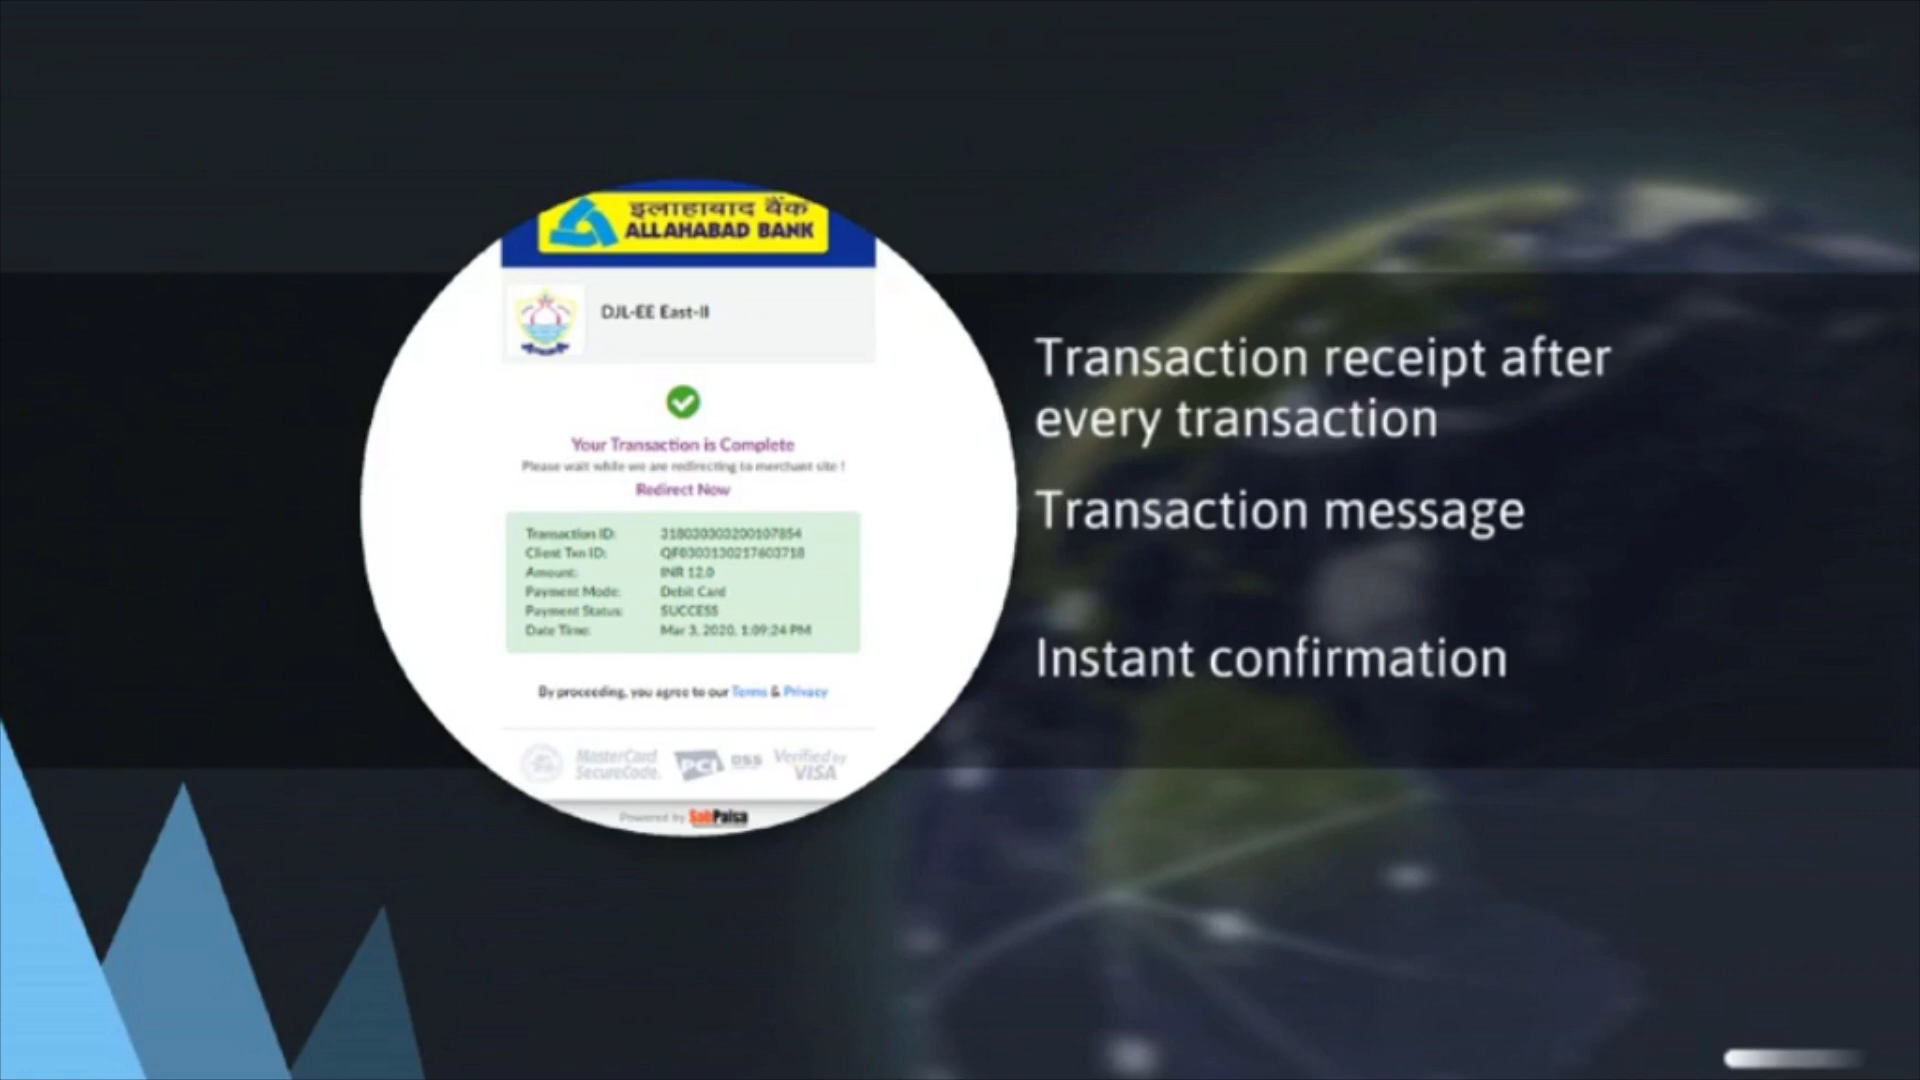 इलाहाबाद बैंक
ALLAHABAD BANK
DJL-EE East-II
Your Transaction is Complete
Please wait while we are redirecting to merchant site !
Redirect Now
Transaction ID: 318030303200107854
Client Txn ID: QF0303130217603718
Amount: INR 12.0
Payment Mode: Debit Card
Payment Status: SUCCESS
Date Time: Mar 3, 2020, 1:09:24 PM
By proceeding, you agree to our Terms & Privacy
MasterCard SecureCode.
PCI DSS
Verified by VISA
Powered by SabPaisa
Transaction receipt after
every transaction
Transaction message
Instant confirmation